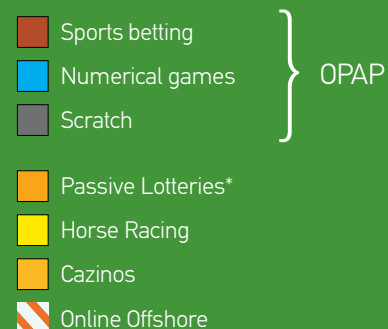 Sports betting
Numerical games
OPAP
Scratch
Passive Lotteries*
Horse Racing
Cazinos
Online Offshore